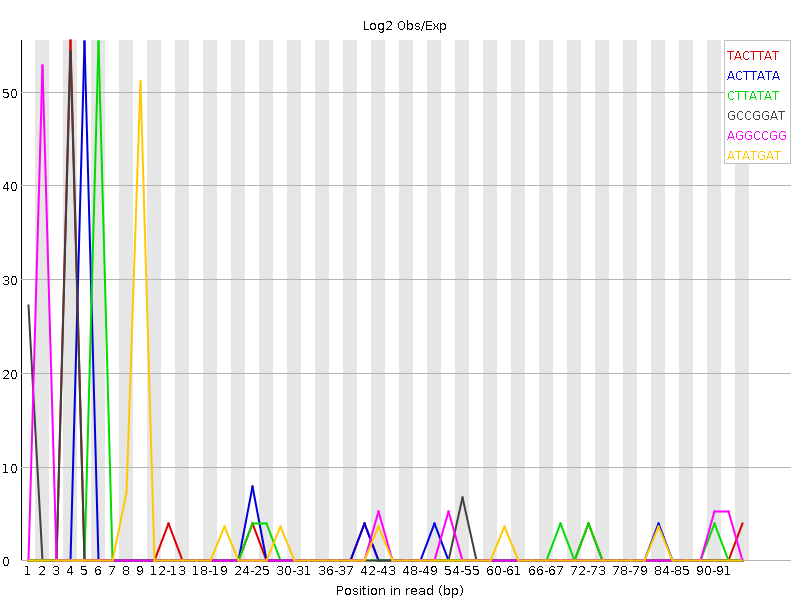 Log2 Obs/Exp
TACTTAT
ACTTATA
CTTATAT
GCCGGAT
AGGCCGG
ATATGAT
50
40
30
20
10
0
1 2 3 4 5 6 7 8 9 12-13 18-19 24-25 30-31 36-37 42-43 48-49 54-55 60-61 66-67 72-73 78-79 84-85 90-91
Position in read (bp)